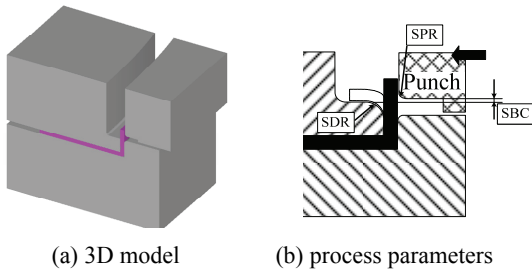 SPR
Punch
SDR
SBC
(a) 3D model
(b) process parameters